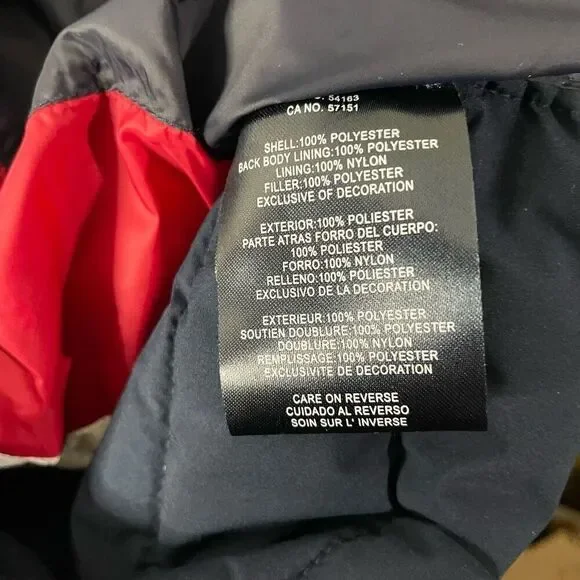 54163
CA NO. 57151
SHELL:100% POLYESTER
BACK BODY LINING:100% POLYESTER
LINING:100% NYLON
FILLER:100% POLYESTER
EXCLUSIVE OF DECORATION
EXTERIOR:100% POLIESTER
PARTE ATRAS FORRO DEL CUERPO:
100% POLIESTER
FORRO:100% NYLON
RELLENO:100% POLIESTER
EXCLUSIVO DE LA DECORATION
EXTERIEUR:100% POLYESTER
SOUTIEN DOUBLURE:100% POLYESTER
DOUBLURE:100% NYLON
REMPLISSAGE:100% POLYESTER
EXCLUSIVITE DE DECORATION
CARE ON REVERSE
CUIDADO AL REVERSO
SOIN SUR L' INVERSE